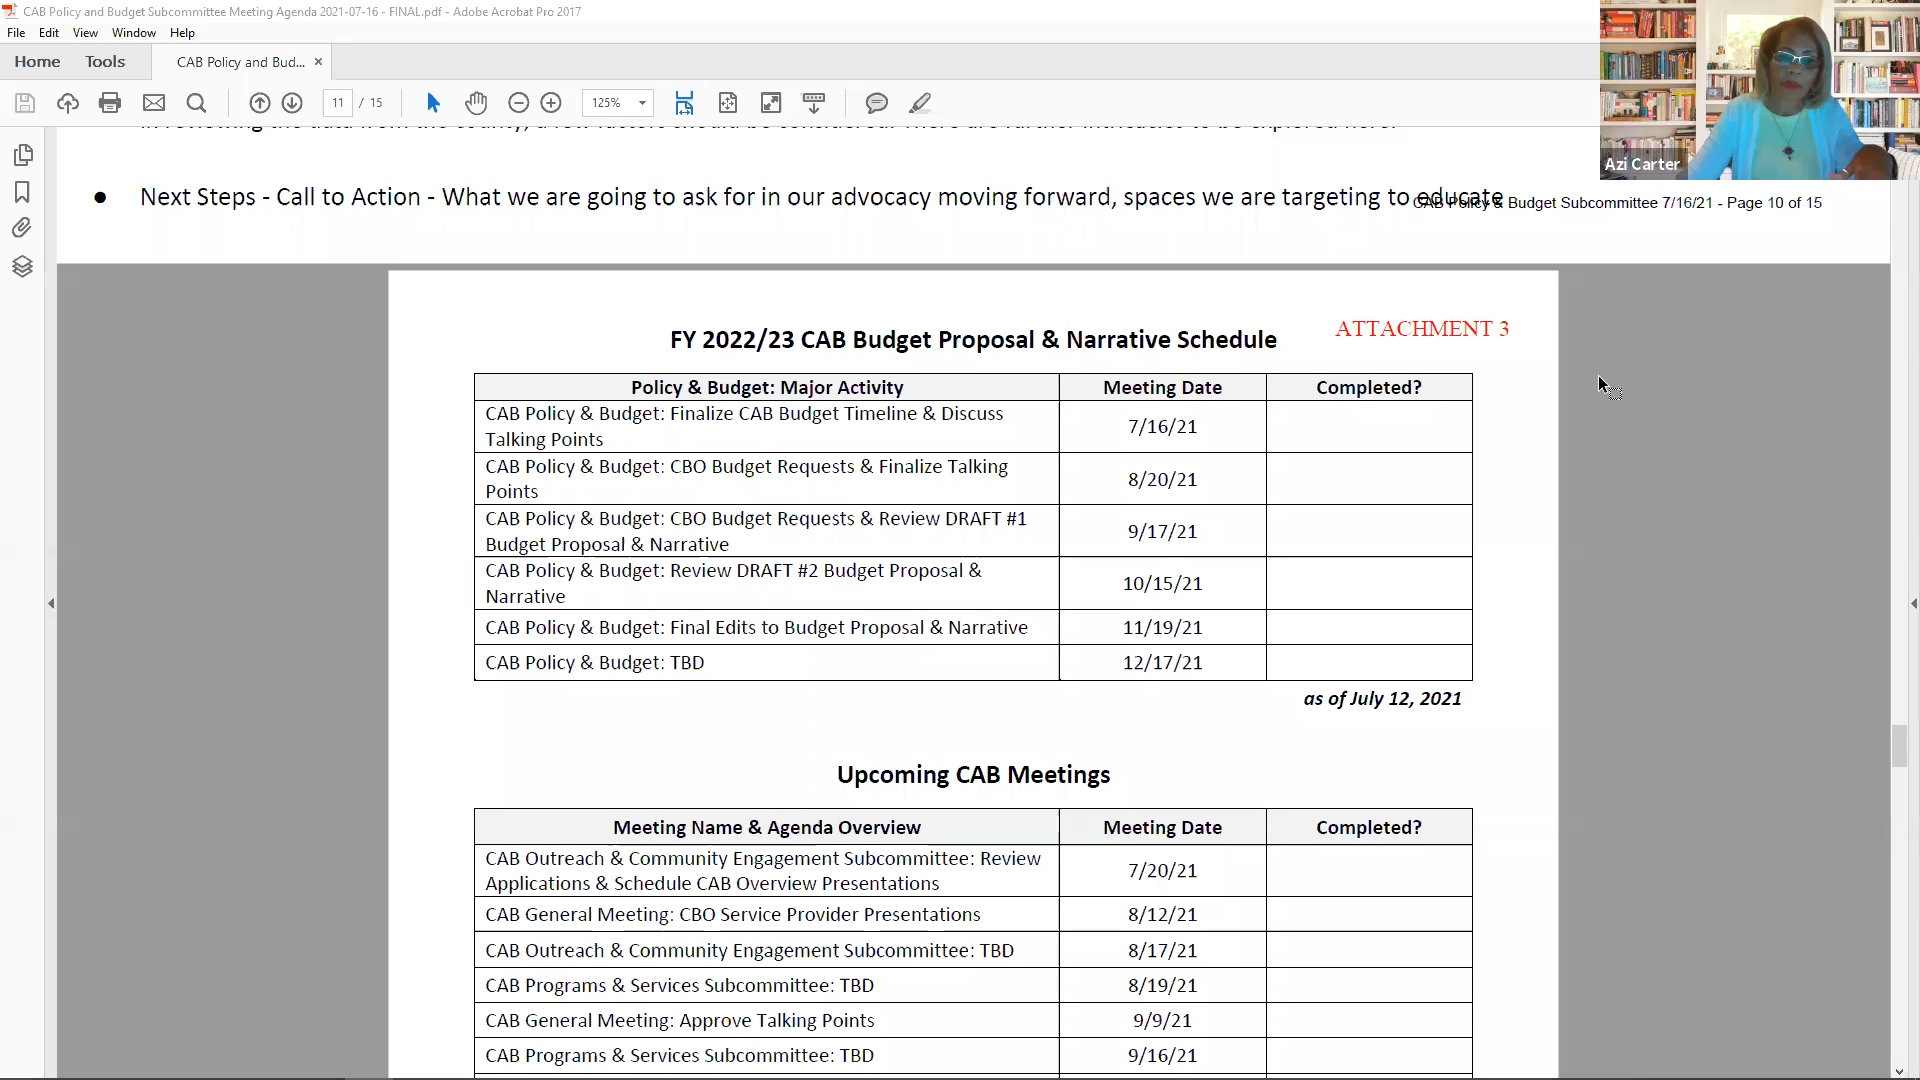 CAB Policy and Budget Subcommittee Meeting Agenda 2021-07-16 - FINAL.pdf - Adobe Acrobat Pro 2017
File Edit View Window Help
Home Tools CAB Policy and Bud... ×
11 / 15 125%
Azi Carter
● Next Steps - Call to Action - What we are going to ask for in our advocacy moving forward, spaces we are targeting to educate
CAB Policy & Budget Subcommittee 7/16/21 - Page 10 of 15
ATTACHMENT 3
FY 2022/23 CAB Budget Proposal & Narrative Schedule
Policy & Budget: Major Activity Meeting Date Completed?
CAB Policy & Budget: Finalize CAB Budget Timeline & Discuss
Talking Points 7/16/21
CAB Policy & Budget: CBO Budget Requests & Finalize Talking
Points 8/20/21
CAB Policy & Budget: CBO Budget Requests & Review DRAFT #1
Budget Proposal & Narrative 9/17/21
CAB Policy & Budget: Review DRAFT #2 Budget Proposal &
Narrative 10/15/21
CAB Policy & Budget: Final Edits to Budget Proposal & Narrative 11/19/21
CAB Policy & Budget: TBD 12/17/21
as of July 12, 2021
Upcoming CAB Meetings
Meeting Name & Agenda Overview Meeting Date Completed?
CAB Outreach & Community Engagement Subcommittee: Review
Applications & Schedule CAB Overview Presentations 7/20/21
CAB General Meeting: CBO Service Provider Presentations 8/12/21
CAB Outreach & Community Engagement Subcommittee: TBD 8/17/21
CAB Programs & Services Subcommittee: TBD 8/19/21
CAB General Meeting: Approve Talking Points 9/9/21
CAB Programs & Services Subcommittee: TBD 9/16/21